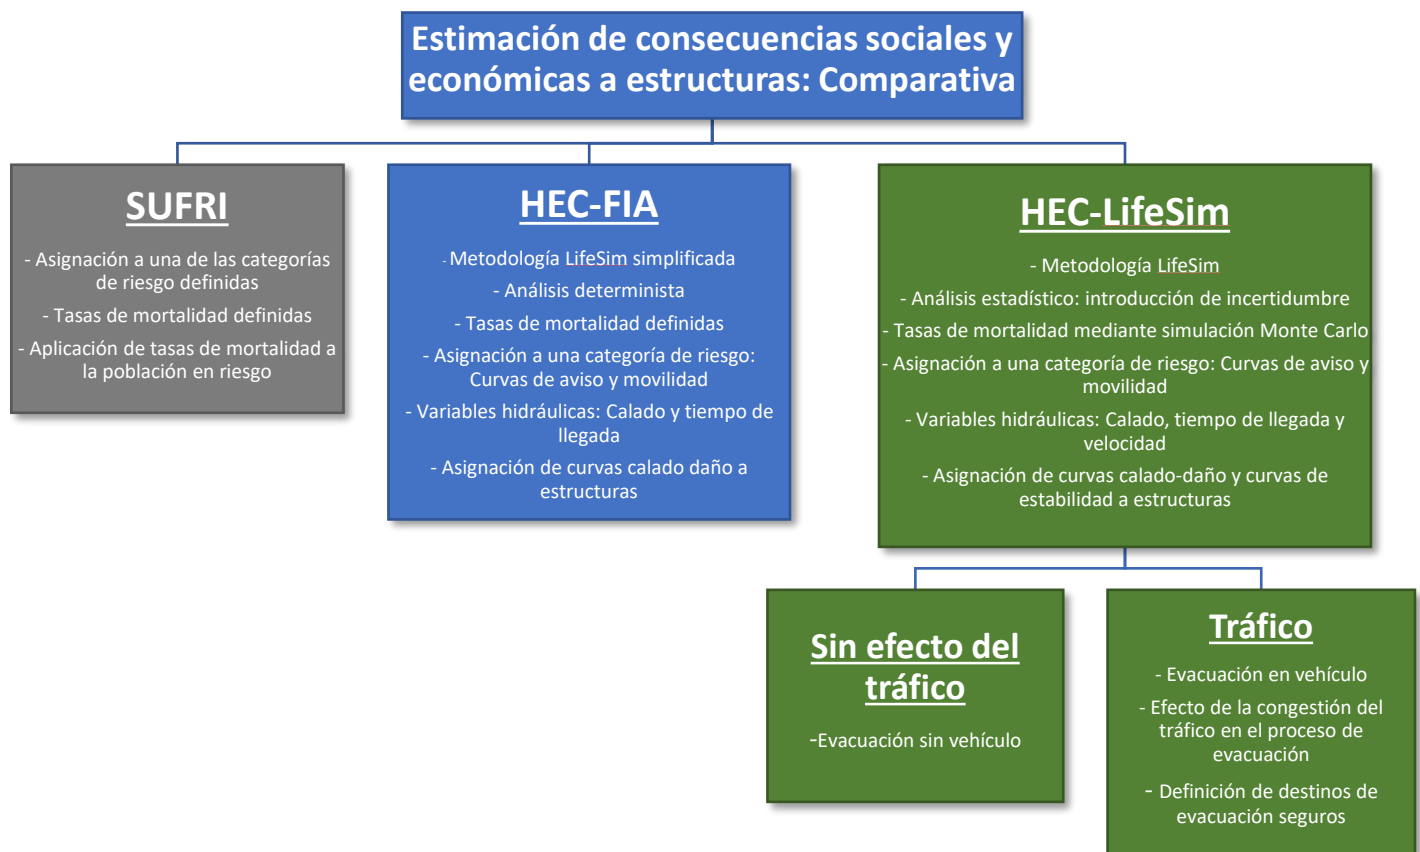 Estimación de consecuencias sociales y
económicas a estructuras: Comparativa
SUFRI
- Asignación a una de las categorías
de riesgo definidas
- Tasas de mortalidad definidas
- Aplicación de tasas de mortalidad a
la población en riesgo
HEC-FIA
- Metodología LifeSim simplificada
- Análisis determinista
- Tasas de mortalidad definidas
- Asignación a una categoría de riesgo:
Curvas de aviso y movilidad
- Variables hidráulicas: Calado y tiempo de
llegada
- Asignación de curvas calado daño a
estructuras
HEC-LifeSim
- Metodología LifeSim
- Análisis estadístico: introducción de incertidumbre
- Tasas de mortalidad mediante simulación Monte Carlo
- Asignación a una categoría de riesgo: Curvas de aviso y
movilidad
- Variables hidráulicas: Calado, tiempo de llegada y
velocidad
- Asignación de curvas calado-daño y curvas de
estabilidad a estructuras
Sin efecto del
tráfico
-Evacuación sin vehículo
Tráfico
- Evacuación en vehículo
- Efecto de la congestión del
tráfico en el proceso de
evacuación
- Definición de destinos de
evacuación seguros